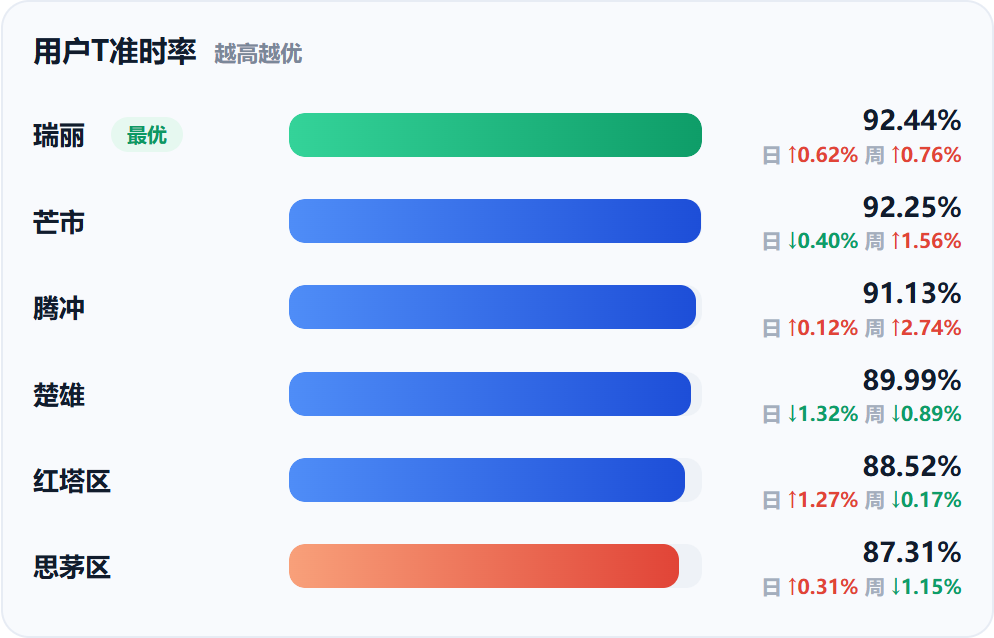 用户T准时率 越高越优
瑞丽 最优 92.44%
日 ↑0.62% 周 ↑0.76%
芒市 92.25%
日 ↓0.40% 周 ↑1.56%
腾冲 91.13%
日 ↑0.12% 周 ↑2.74%
楚雄 89.99%
日 ↓1.32% 周 ↓0.89%
红塔区 88.52%
日 ↑1.27% 周 ↓0.17%
思茅区 87.31%
日 ↑0.31% 周 ↓1.15%